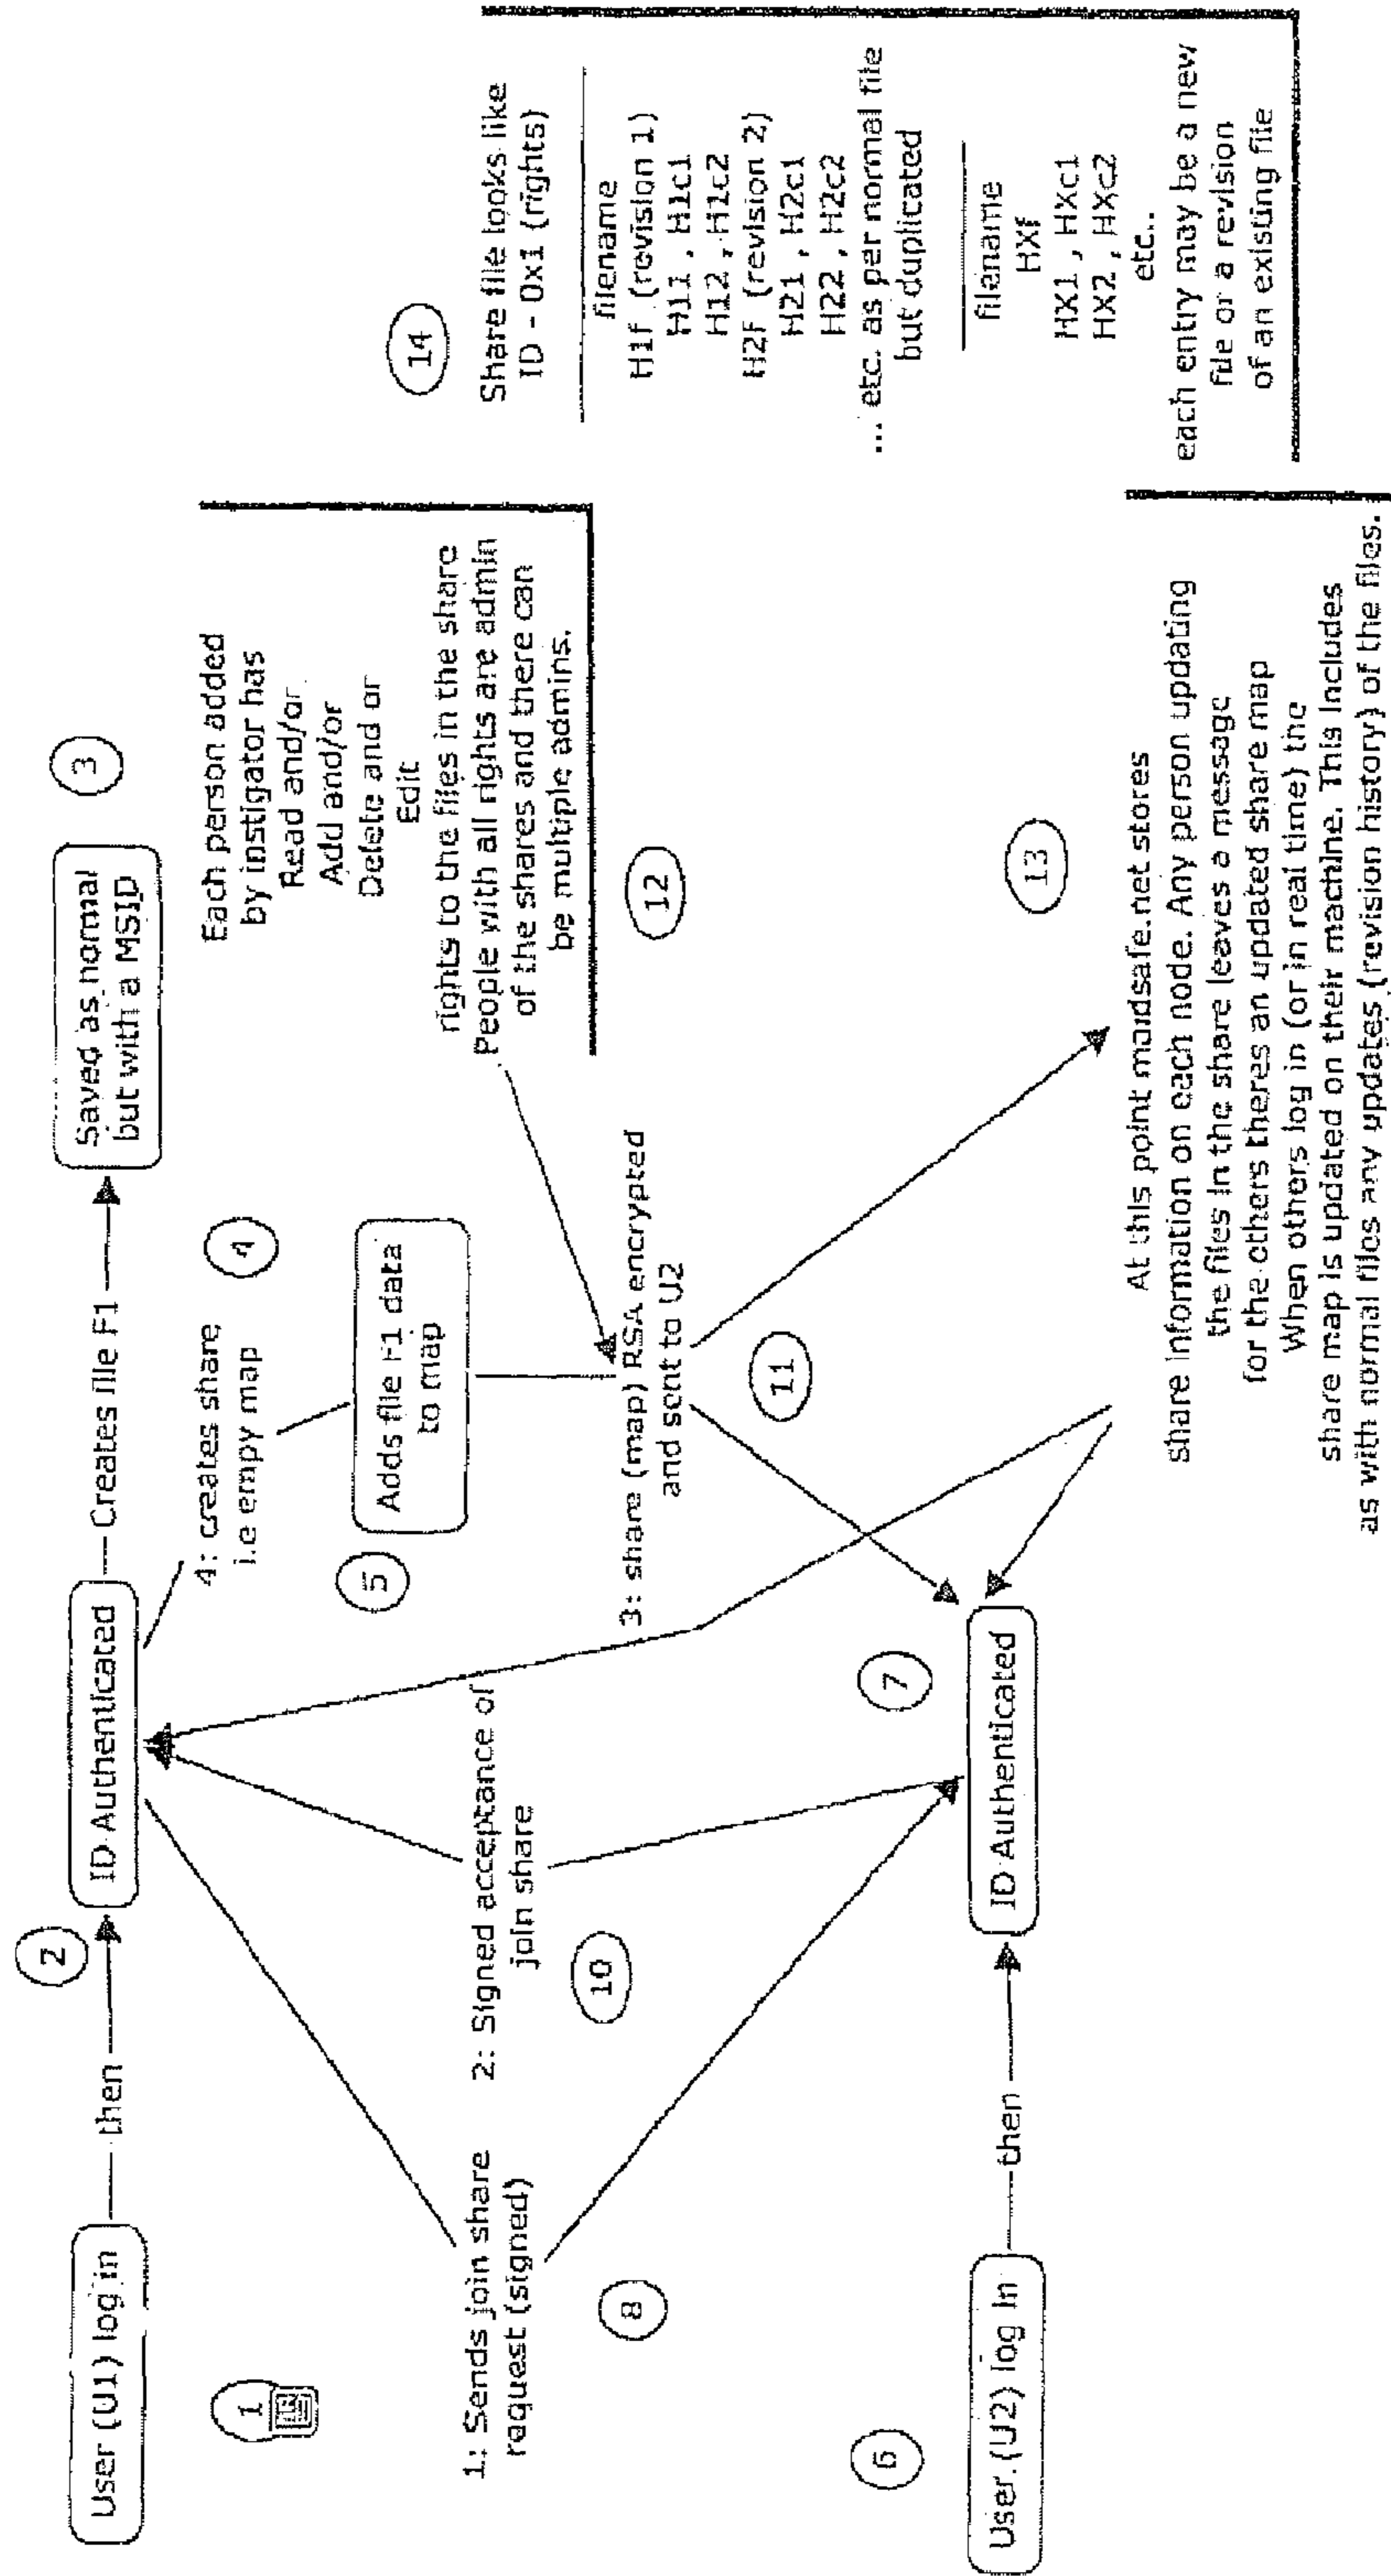 User (U1) log in
then
2
ID Authenticated
Creates file F1
Saved as normal
but with a MSID
3
1
4: creates share
i.e empy map
4
Each person added
by instigator has
Read and/or
Add and/or
Delete and or
Edit
rights to the files in the share
People with all rights are admin
of the shares and there can
be multiple admins.
12
5
Adds file F1 data
to map
14
Share file looks like
ID - 0x1 (rights)
filename
H1f (revision 1)
H11, H1c1
H12, H1c2
H2f (revision 2)
H21, H2c1
H22, H2c2
... etc. as per normal file
but duplicated
filename
HXf
HX1, HXc1
HX2, HXc2
etc..
each entry may be a new
file or a revision
of an existing file
1: Sends join share
request (signed)
8
2: Signed acceptance of
join share
10
3: share (map) RSA encrypted
and sent to U2
11
6
User (U2) log in
then
7
ID Authenticated
13
At this point maidsafe.net stores
share information on each node. Any person updating
the files in the share leaves a message
for the others theres an updated share map
When others log in (or in real time) the
share map is updated on their machine. This includes
as with normal files any updates (revision history) of the files.